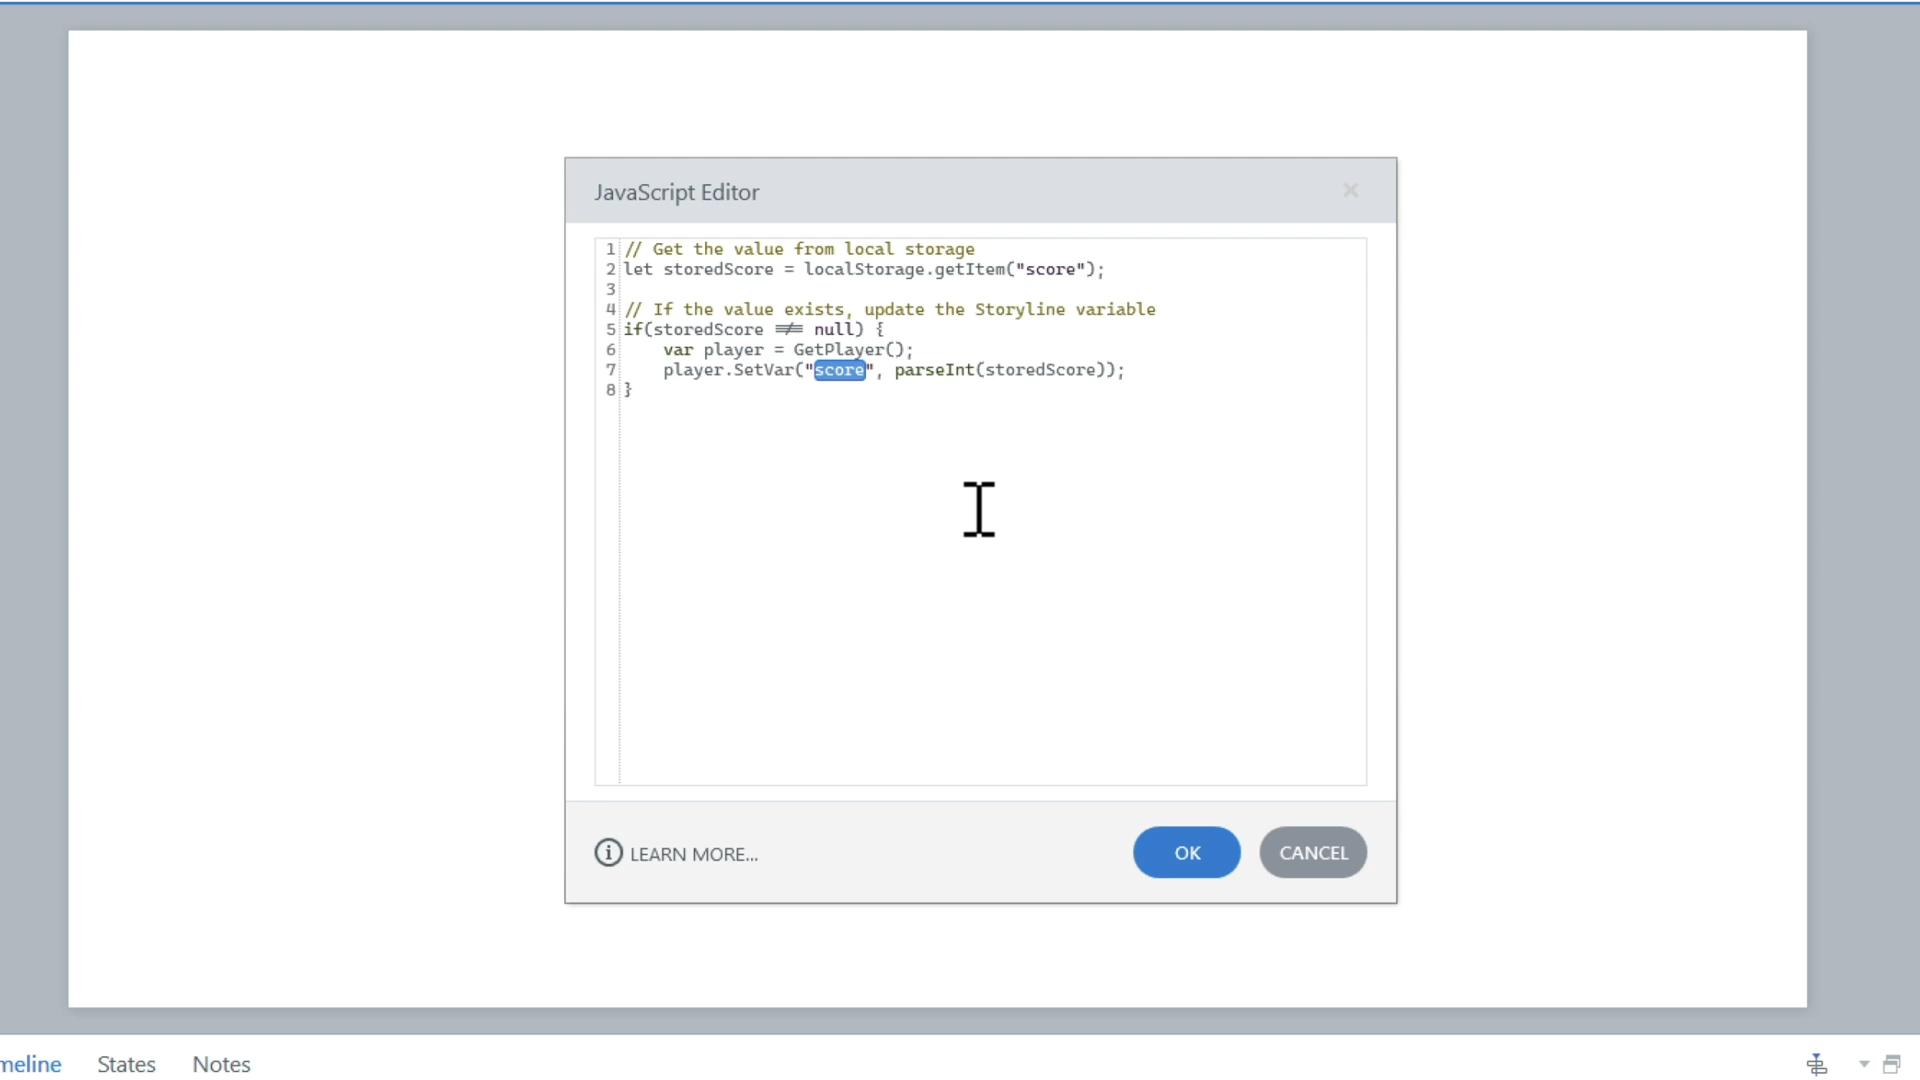 JavaScript Editor
1 // Get the value from local storage
2 let storedScore = localStorage.getItem("score");
3
4 // If the value exists, update the Storyline variable
5 if(storedScore !== null) {
6     var player = GetPlayer();
7     player.SetVar("score", parseInt(storedScore));
8 }
LEARN MORE...
OK
CANCEL
meline
States
Notes